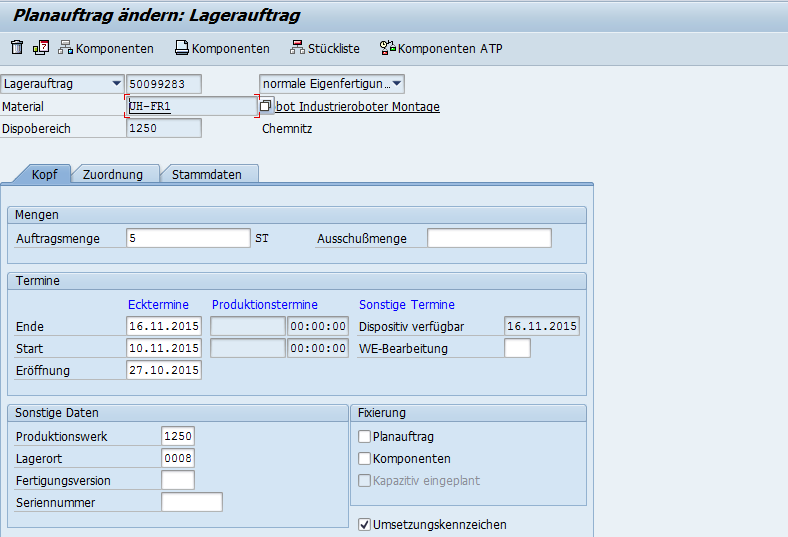 Planauftrag ändern: Lagerauftrag
Komponenten Komponenten Stückliste Komponenten ATP
Lagerauftrag 50099283 normale Eigenfertigun...
Material UH-FR1 bot Industrieroboter Montage
Dispobereich 1250 Chemnitz
Kopf Zuordnung Stammdaten
Mengen
Auftragsmenge 5 ST Ausschußmenge
Termine
Ecktermine Produktionstermine Sonstige Termine
Ende 16.11.2015 00:00:00 Dispositiv verfügbar 16.11.2015
Start 10.11.2015 00:00:00 WE-Bearbeitung
Eröffnung 27.10.2015
Sonstige Daten Fixierung
Produktionswerk 1250 Planauftrag
Lagerort 0008 Komponenten
Fertigungsversion Kapazitiv eingeplant
Seriennummer
Umsetzungskennzeichen